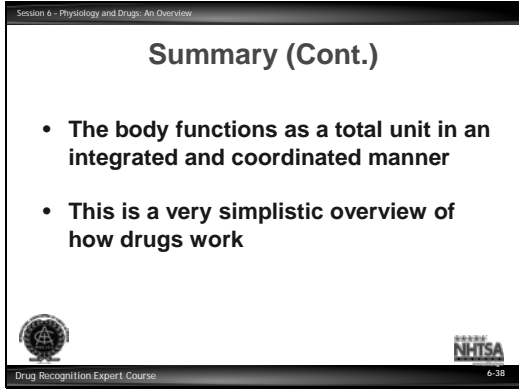 Session 6 - Physiology and Drugs: An Overview
Summary (Cont.)
• The body functions as a total unit in an
integrated and coordinated manner
• This is a very simplistic overview of
how drugs work
NHTSA
Drug Recognition Expert Course
6-38